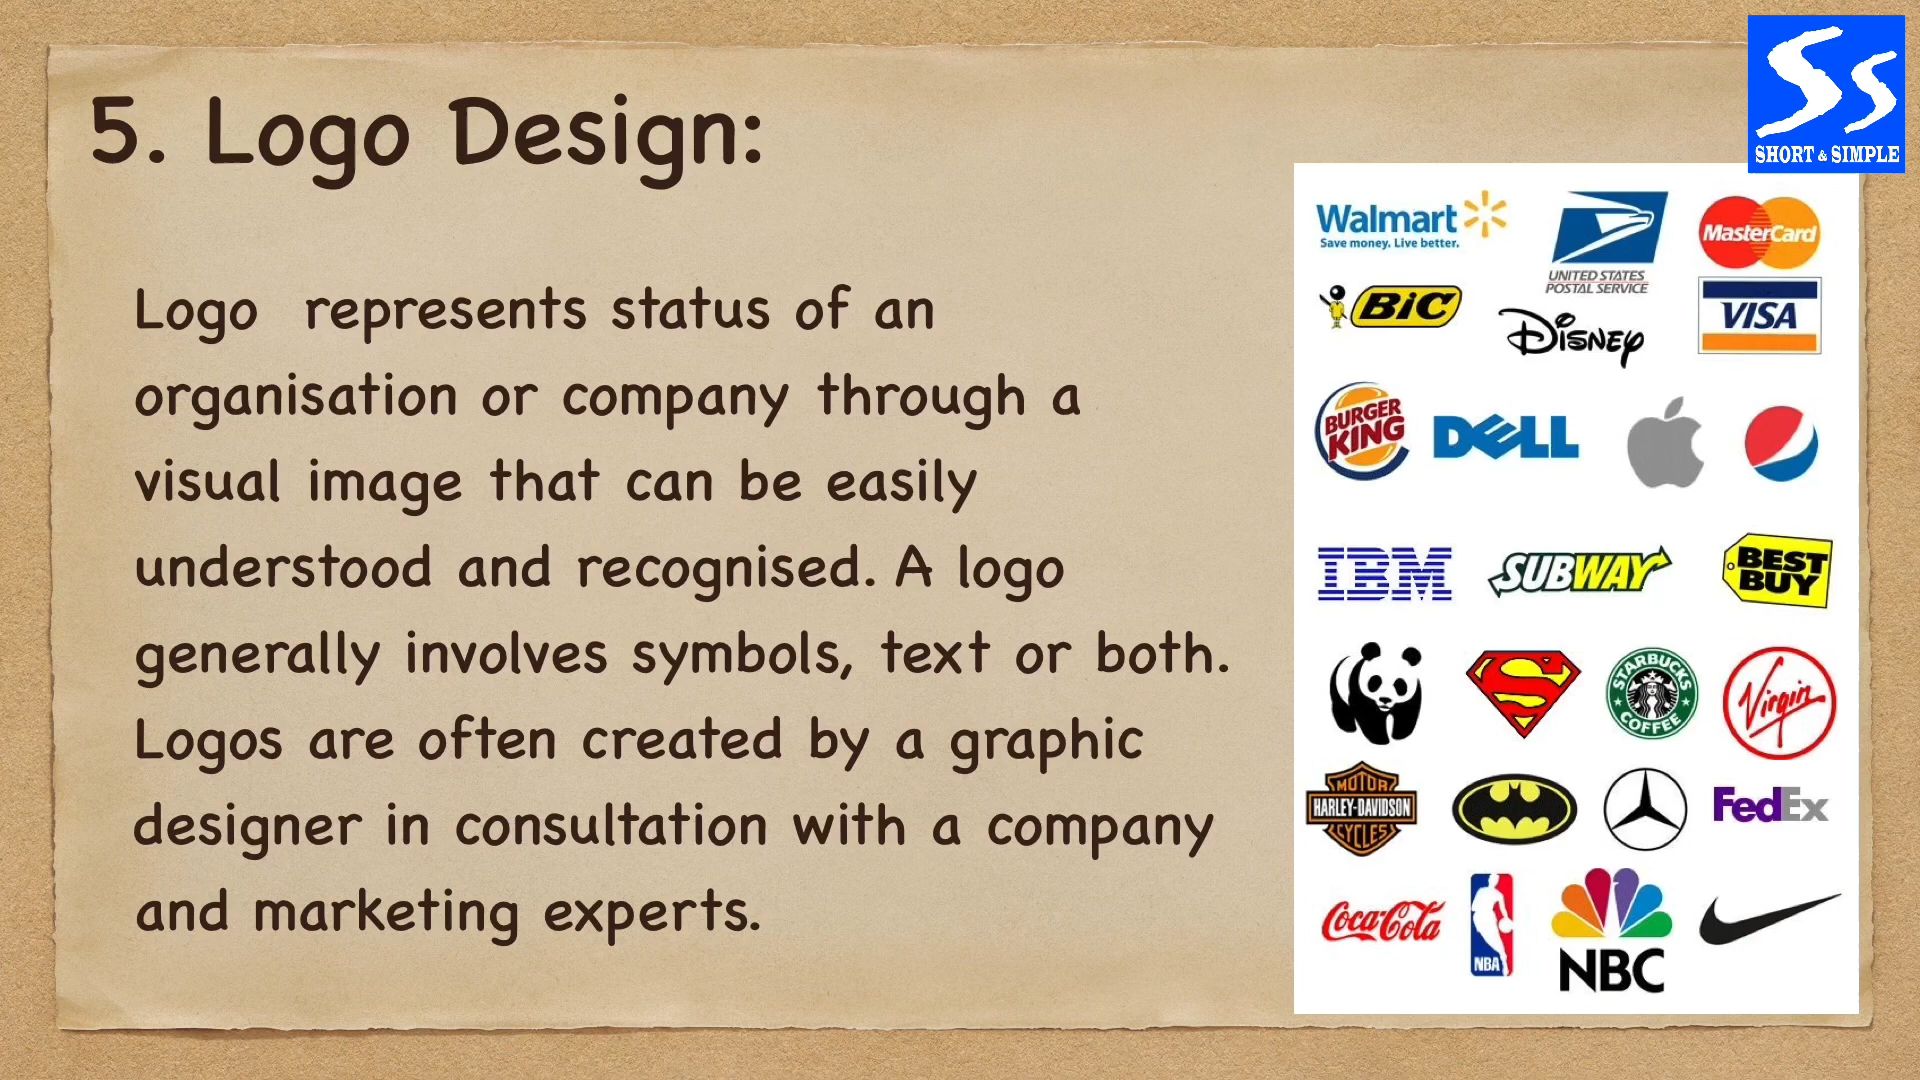 SHORT & SIMPLE
5. Logo Design:
Logo represents status of an
organisation or company through a
visual image that can be easily
understood and recognised. A logo
generally involves symbols, text or both.
Logos are often created by a graphic
designer in consultation with a company
and marketing experts.
Walmart
Save money. Live better.
UNITED STATES
POSTAL SERVICE
MasterCard
BiC
DISNEY
VISA
BURGER
KING
DELL
IBM
SUBWAY
BEST
BUY
S
STARBUCKS
COFFEE
Virgin
MOTOR
HARLEY-DAVIDSON
CYCLES
FedEx
Coca-Cola
NBA
NBC